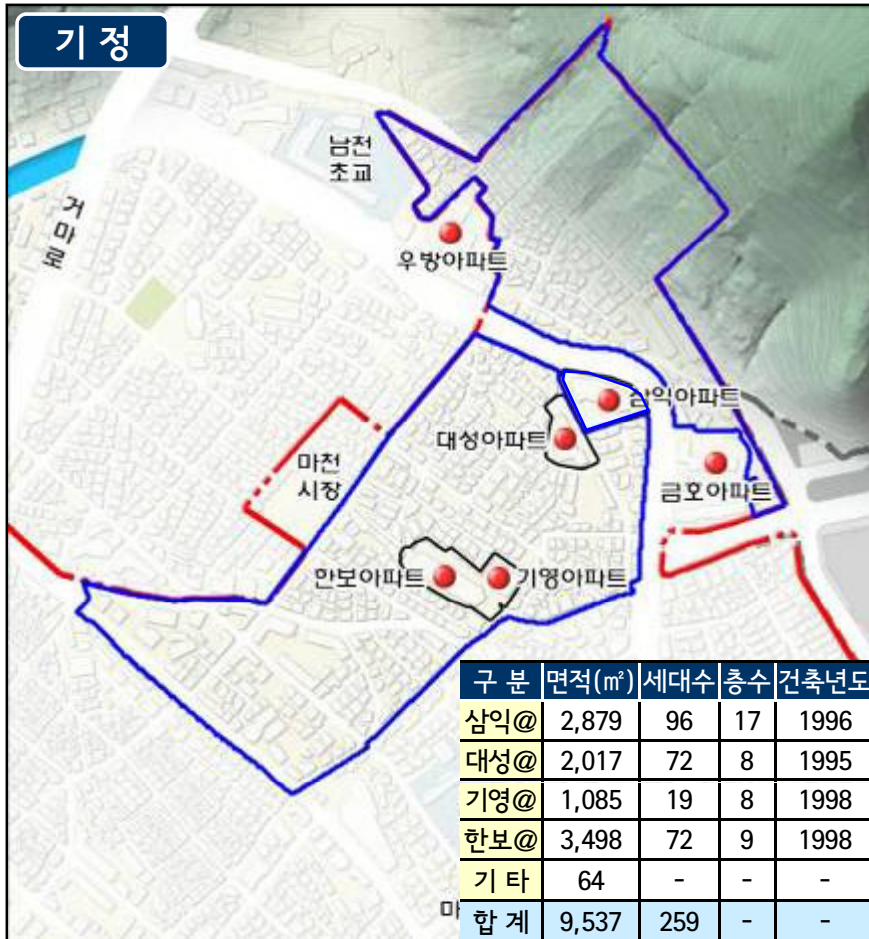 기 정
남천
초교
거마로
우방아파트
삼익아파트
대성아파트
마천
시장
금호아파트
한보아파트
기영아파트
구 분 면적(㎡) 세대수 층수 건축년도
삼익@ 2,879 96 17 1996
대성@ 2,017 72 8 1995
기영@ 1,085 19 8 1998
한보@ 3,498 72 9 1998
기 타 64 - - -
합 계 9,537 259 - -
마